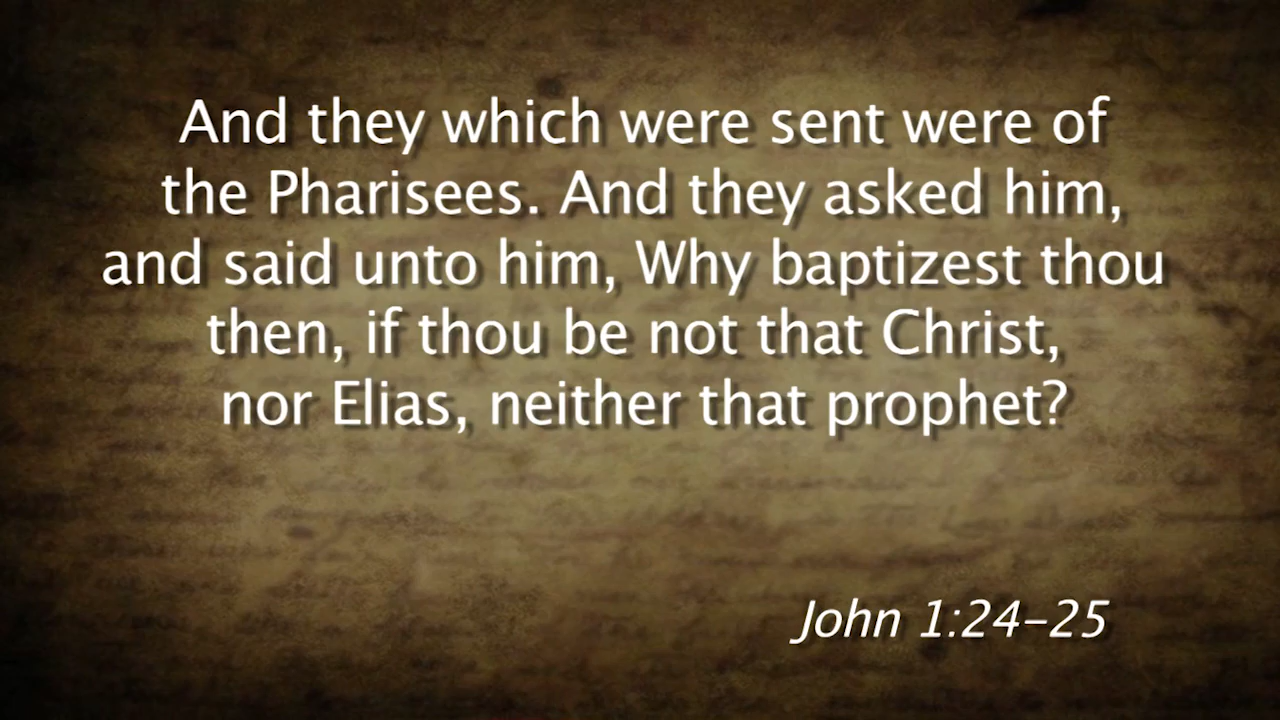 And they which were sent were of
the Pharisees. And they asked him,
and said unto him, Why baptizest thou
then, if thou be not that Christ,
nor Elias, neither that prophet?
John 1:24-25